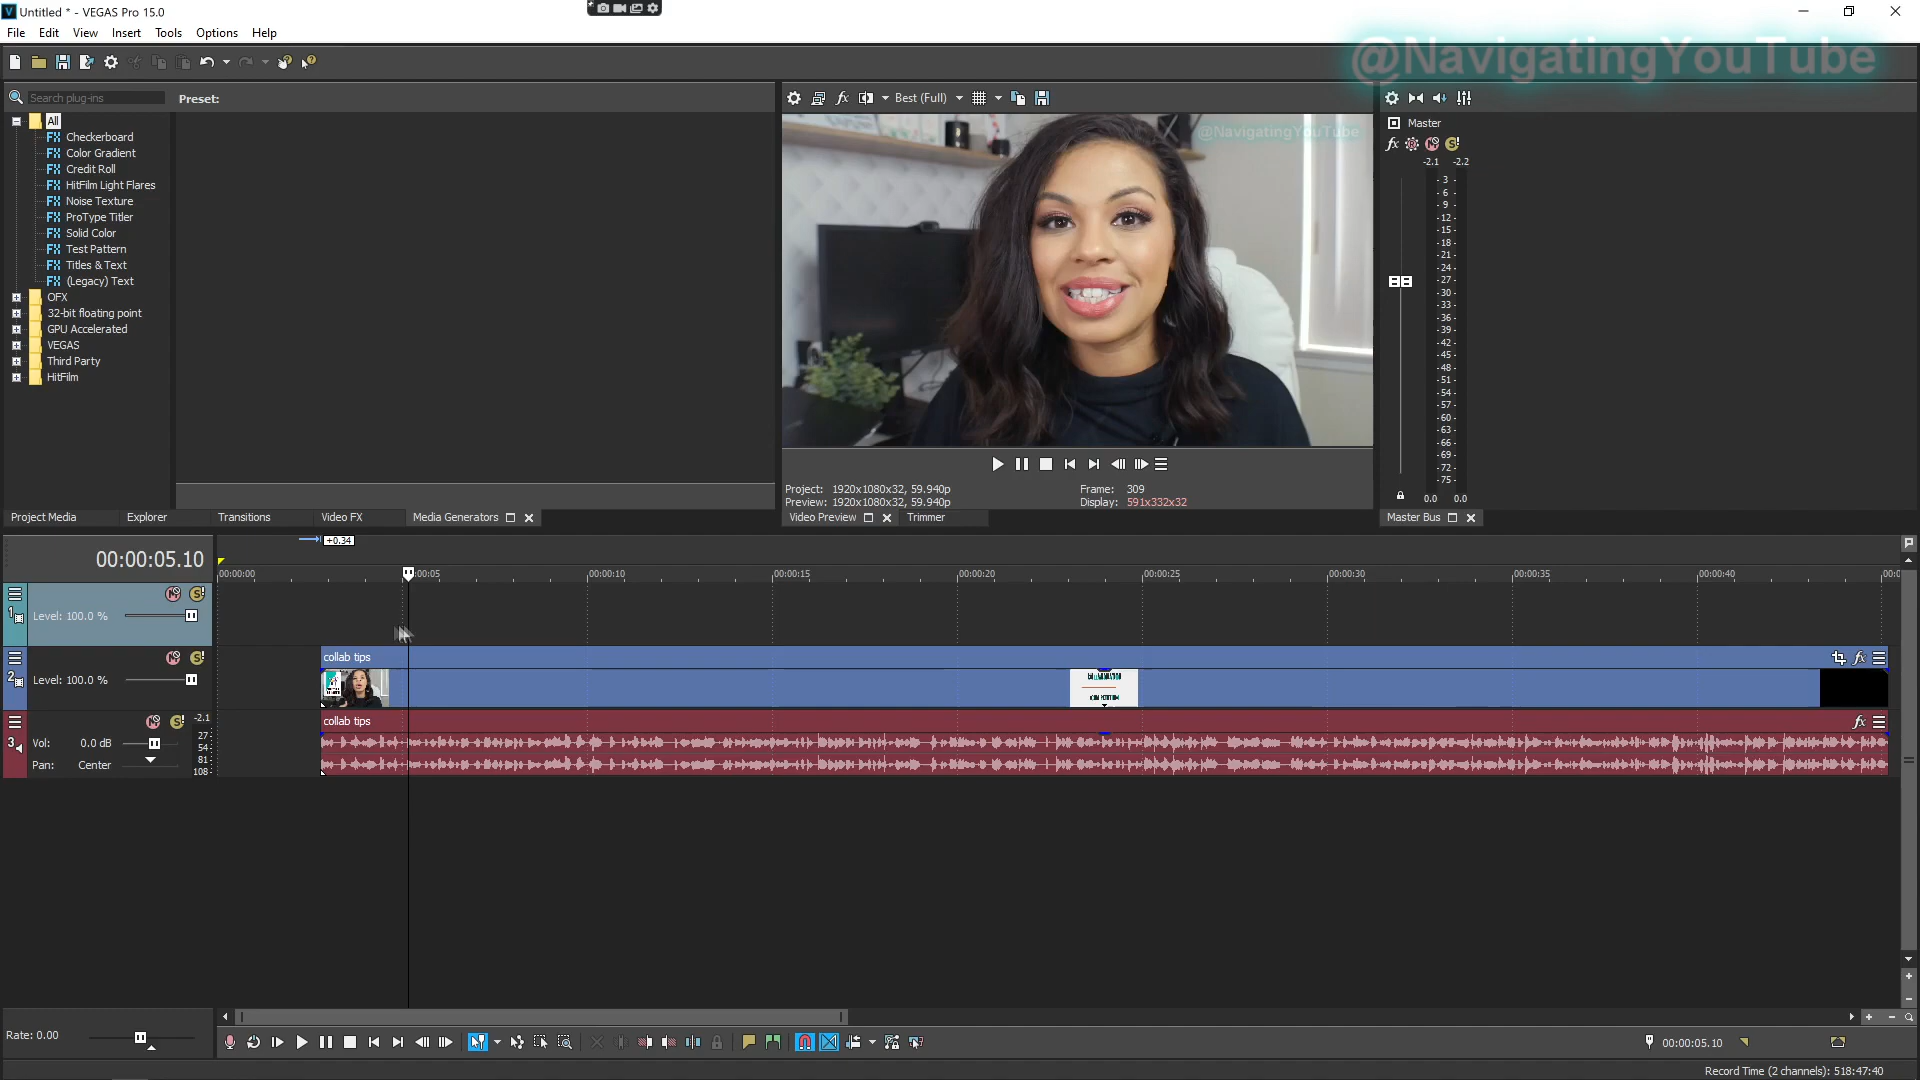 Untitled * - VEGAS Pro 15.0
File Edit View Insert Tools Options Help
@NavigatingYouTube
Search plug-ins
Preset:
Best (Full)
All
Checkerboard
Color Gradient
Credit Roll
HitFilm Light Flares
Noise Texture
ProType Titler
Solid Color
Test Pattern
Titles & Text
(Legacy) Text
OFX
32-bit floating point
GPU Accelerated
VEGAS
Third Party
HitFilm
@NavigatingYouTube
Master
-2.1 -2.2
- 3 -
- 6 -
- 9 -
- 12 -
- 15 -
- 18 -
- 21 -
- 24 -
- 27 -
- 30 -
- 33 -
- 36 -
- 39 -
- 42 -
- 45 -
- 48 -
- 51 -
- 54 -
- 57 -
- 60 -
- 63 -
- 66 -
- 69 -
- 72 -
- 75 -
0.0 0.0
Project: 1920x1080x32, 59.940p Frame: 309
Preview: 1920x1080x32, 59.940p Display: 591x332x32
Project Media Explorer Transitions Video FX Media Generators
Video Preview Trimmer
Master Bus
+0.34
00:00:05.10
00:00:00 :00:05 00:00:10 00:00:15 00:00:20 00:00:25 00:00:30 00:00:35 00:00:40 00:0
1 Level: 100.0 %
collab tips
2 Level: 100.0 %
collab tips
3 Vol: 0.0 dB
Pan: Center
-2.1
27
54
81
108
Rate: 0.00
00:00:05.10
Record Time (2 channels): 518:47:40